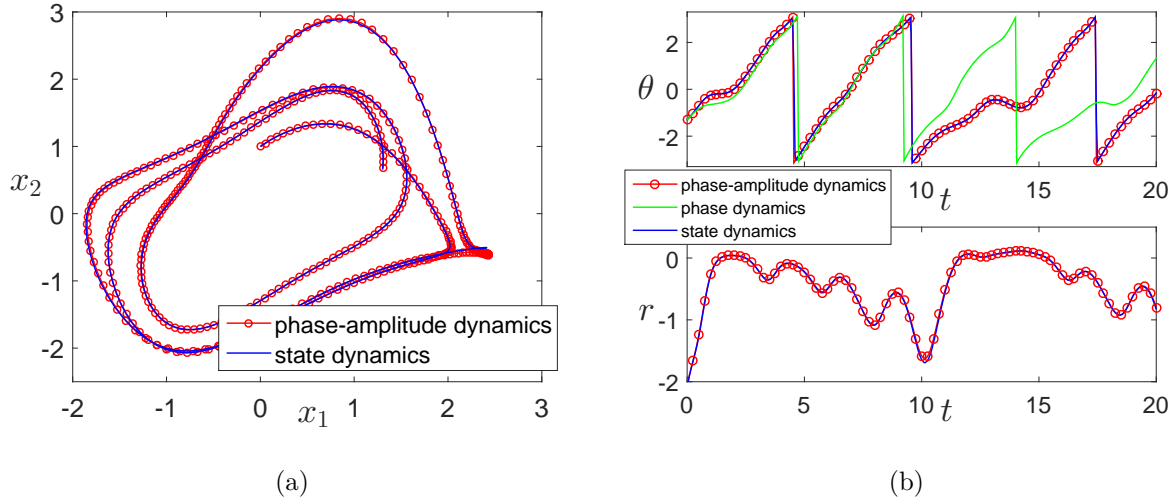 3
2
1
0
-1
-2
x₂
-2
-1
0
1
2
3
x₁
phase-amplitude dynamics
state dynamics
(a)
2
0
-2
θ
10
15
20
t
phase-amplitude dynamics
phase dynamics
state dynamics
0
-1
-2
r
0
5
10
15
20
t
(b)